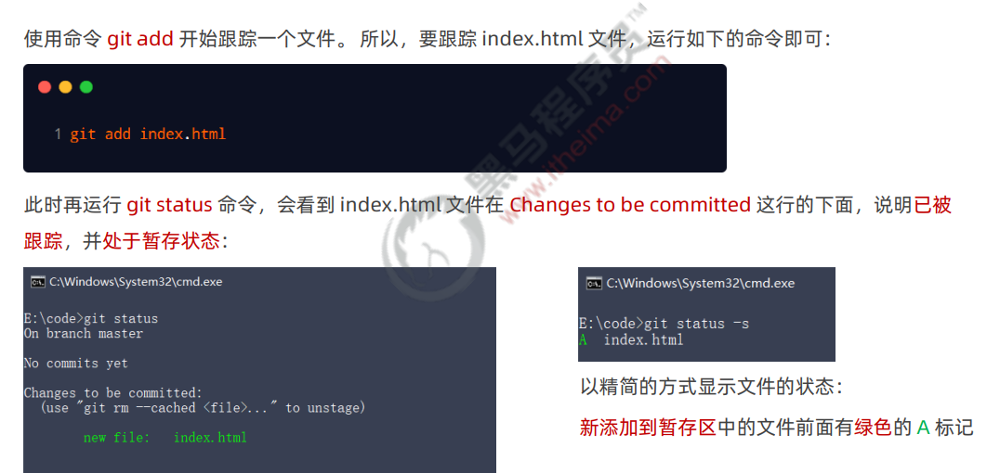 使用命令 git add 开始跟踪一个文件。 所以，要跟踪 index.html 文件，运行如下的命令即可：
1 git add index.html
此时再运行 git status 命令，会看到 index.html 文件在 Changes to be committed 这行的下面，说明已被
跟踪，并处于暂存状态：
C:\Windows\System32\cmd.exe
E:\code>git status
On branch master
No commits yet
Changes to be committed:
(use "git rm --cached <file>..." to unstage)
new file: index.html
C:\Windows\System32\cmd.exe
E:\code>git status -s
A index.html
以精简的方式显示文件的状态：
新添加到暂存区中的文件前面有绿色的 A 标记
黑马程序员™
www.itheima.com